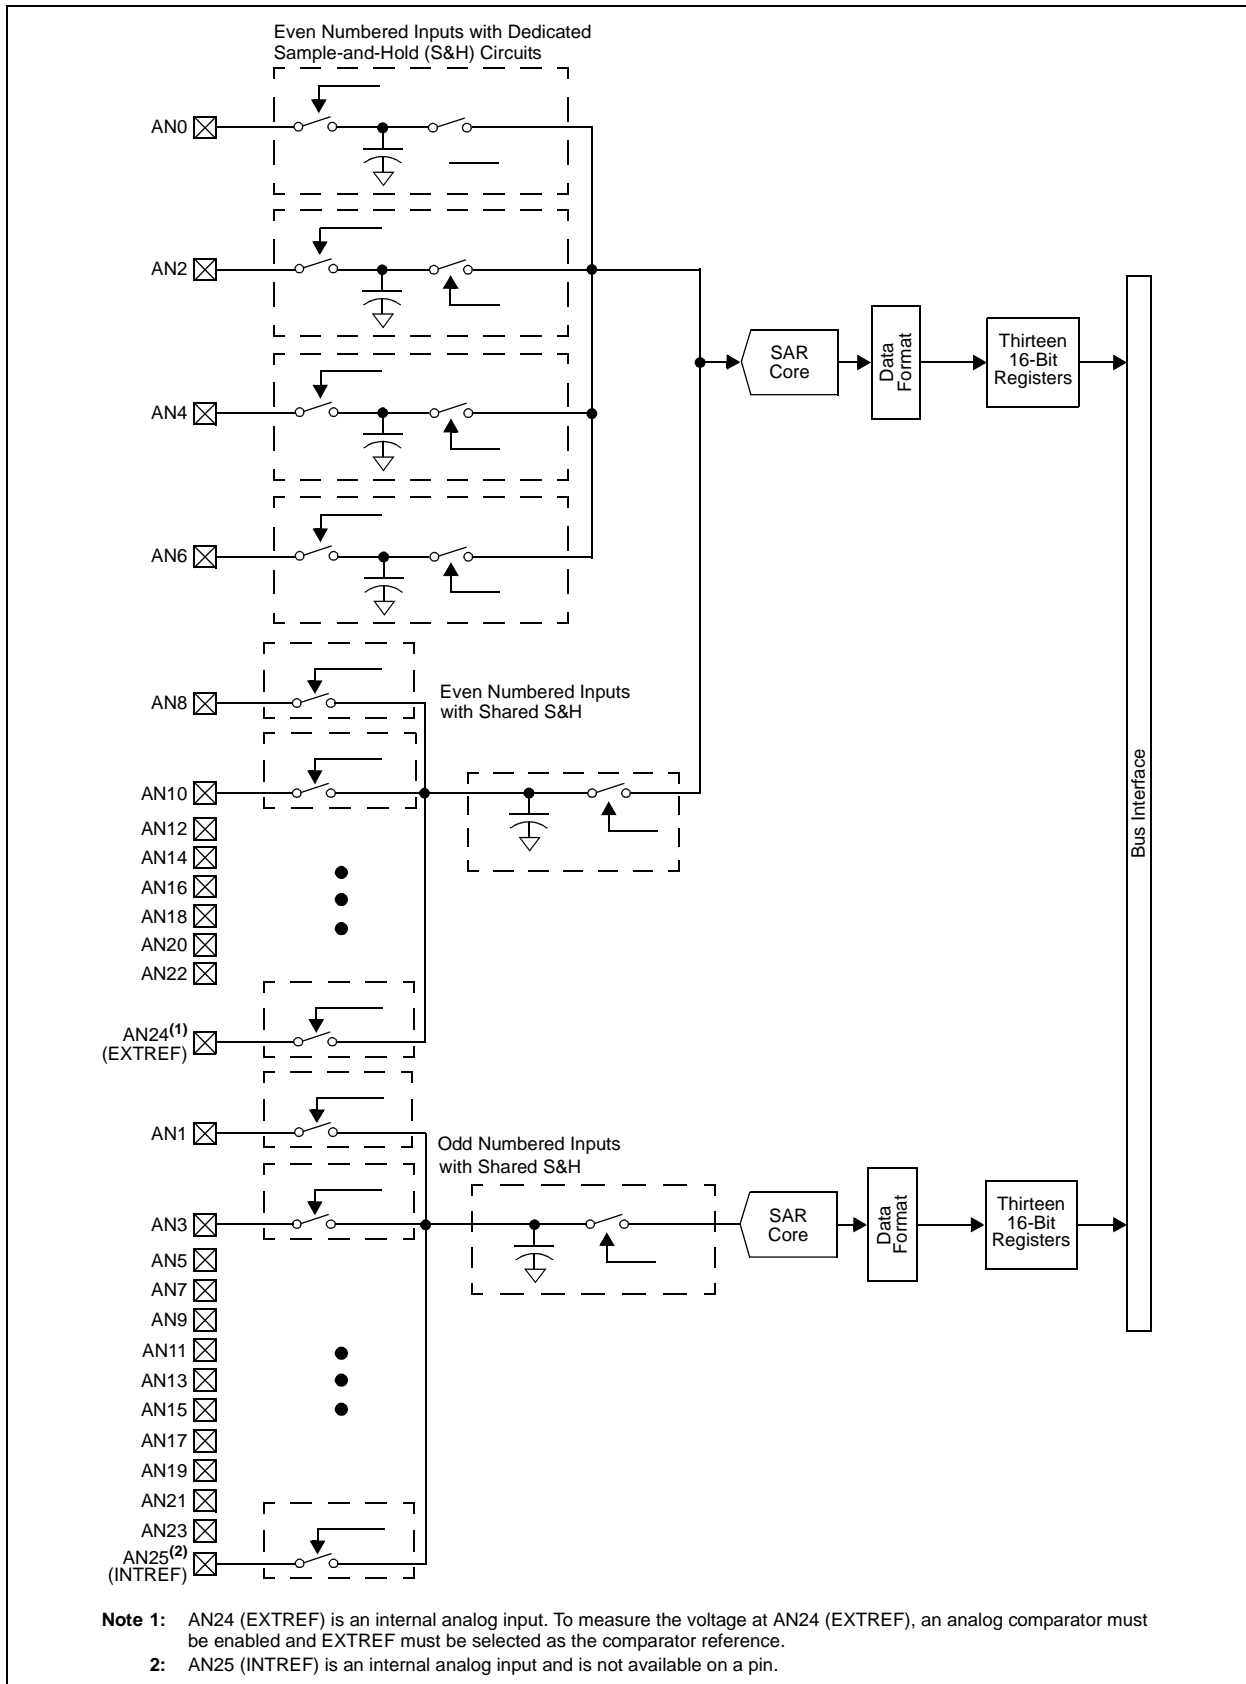 Even Numbered Inputs with Dedicated
Sample-and-Hold (S&H) Circuits
AN0
AN2
AN4
AN6
SAR
Core
Data
Format
Thirteen
16-Bit
Registers
Bus Interface
AN8
Even Numbered Inputs
with Shared S&H
AN10
AN12
AN14
AN16
AN18
AN20
AN22
AN24(1)
(EXTREF)
AN1
Odd Numbered Inputs
with Shared S&H
AN3
SAR
Core
Data
Format
Thirteen
16-Bit
Registers
AN5
AN7
AN9
AN11
AN13
AN15
AN17
AN19
AN21
AN23
AN25(2)
(INTREF)
Note 1: AN24 (EXTREF) is an internal analog input. To measure the voltage at AN24 (EXTREF), an analog comparator must
be enabled and EXTREF must be selected as the comparator reference.
2: AN25 (INTREF) is an internal analog input and is not available on a pin.